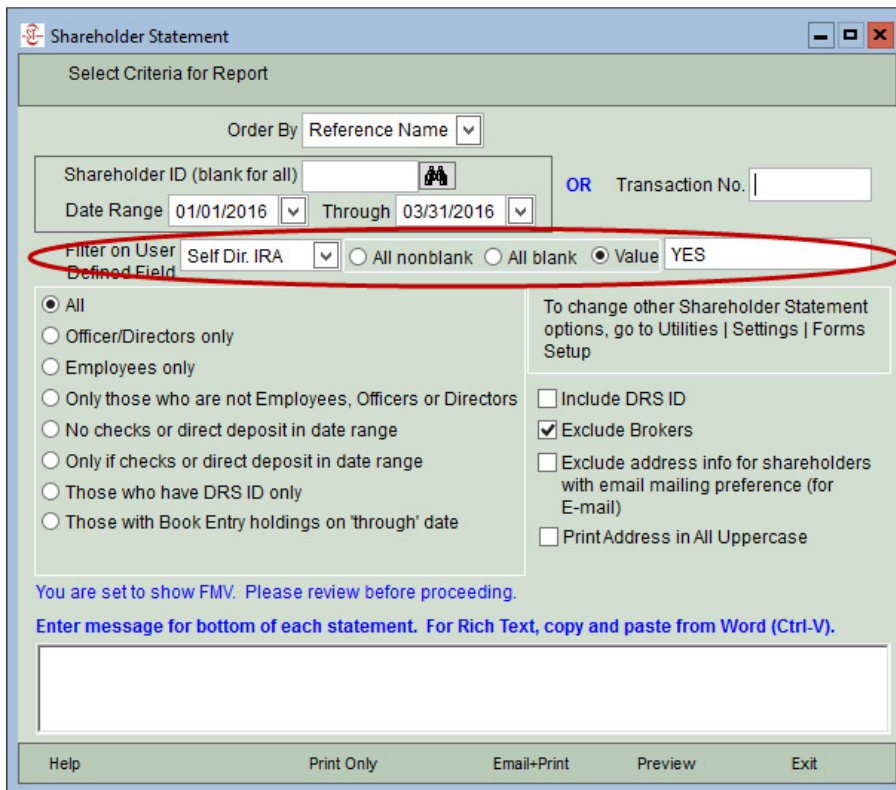 Shareholder Statement
Select Criteria for Report
Order By Reference Name
Shareholder ID (blank for all)
OR Transaction No.
Date Range 01/01/2016 Through 03/31/2016
Filter on User
Defined Field
Self Dir. IRA All nonblank All blank Value YES
All
Officer/Directors only
Employees only
Only those who are not Employees, Officers or Directors
No checks or direct deposit in date range
Only if checks or direct deposit in date range
Those who have DRS ID only
Those with Book Entry holdings on 'through' date
To change other Shareholder Statement
options, go to Utilities | Settings | Forms
Setup
Include DRS ID
Exclude Brokers
Exclude address info for shareholders
with email mailing preference (for
E-mail)
Print Address in All Uppercase
You are set to show FMV. Please review before proceeding.
Enter message for bottom of each statement. For Rich Text, copy and paste from Word (Ctrl-V).
Help Print Only Email+Print Preview Exit